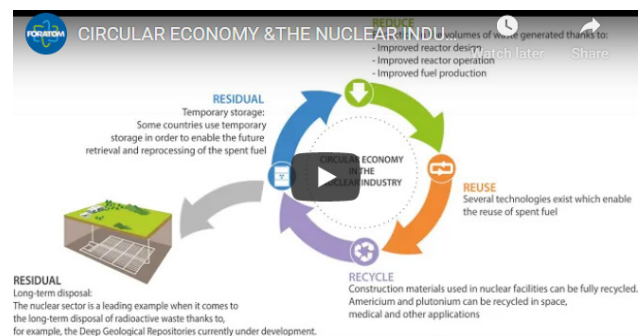 FORATOM
CIRCULAR ECONOMY &THE NUCLEAR INDU...
Watch later
Share
REDUCE
volumes of waste generated thanks to:
- Improved reactor design
- Improved reactor operation
- Improved fuel production
RESIDUAL
Temporary storage:
Some countries use temporary
storage in order to enable the future
retrieval and reprocessing of the spent fuel
CIRCULAR ECONOMY
IN THE
NUCLEAR INDUSTRY
REUSE
Several technologies exist which enable
the reuse of spent fuel
RECYCLE
Construction materials used in nuclear facilities can be fully recycled.
Americium and plutonium can be recycled in space,
medical and other applications
RESIDUAL
Long-term disposal:
The nuclear sector is a leading example when it comes to
the long-term disposal of radioactive waste thanks to,
for example, the Deep Geological Repositories currently under development.